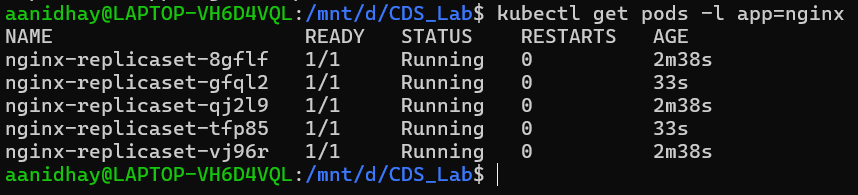 aanidhay@LAPTOP-VH6D4VQL:/mnt/d/CDS_Lab$ kubectl get pods -l app=nginx
NAME READY STATUS RESTARTS AGE
nginx-replicaset-8gflf 1/1 Running 0 2m38s
nginx-replicaset-gfql2 1/1 Running 0 33s
nginx-replicaset-qj2l9 1/1 Running 0 2m38s
nginx-replicaset-tfp85 1/1 Running 0 33s
nginx-replicaset-vj96r 1/1 Running 0 2m38s
aanidhay@LAPTOP-VH6D4VQL:/mnt/d/CDS_Lab$